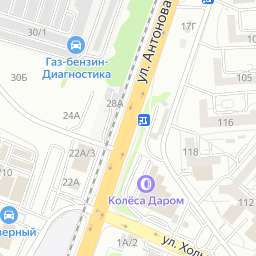 30/1
17Г
ул. Антонова
Газ-бензин-
Диагностика
30Б
105
28А
24А
116
118
22А/3
22А
Колёса Даром
112
верный
ул. Холь
1А/2